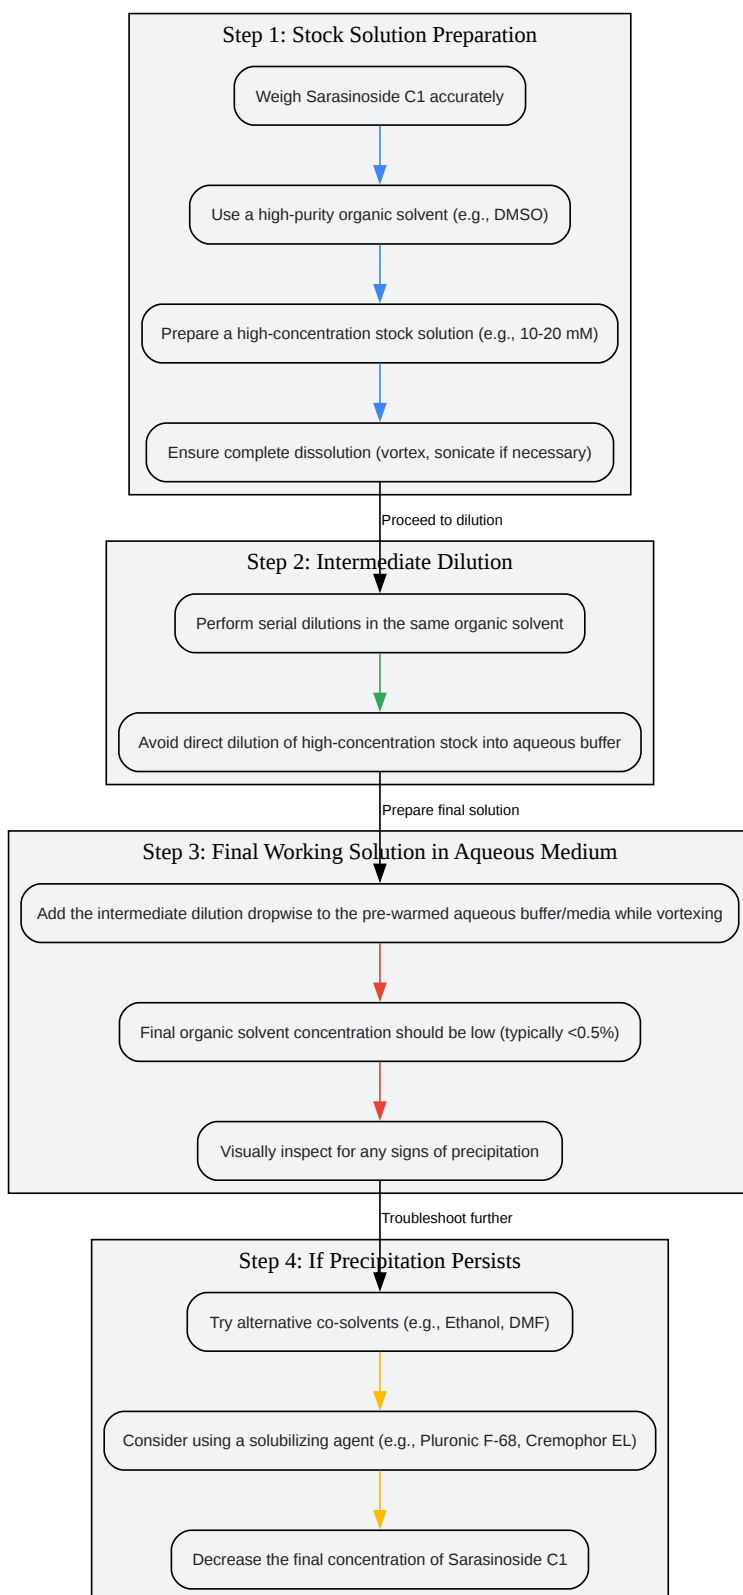 Step 1: Stock Solution Preparation
Weigh Sarasinoside C1 accurately
Use a high-purity organic solvent (e.g., DMSO)
Prepare a high-concentration stock solution (e.g., 10-20 mM)
Ensure complete dissolution (vortex, sonicate if necessary)
Proceed to dilution
Step 2: Intermediate Dilution
Perform serial dilutions in the same organic solvent
Avoid direct dilution of high-concentration stock into aqueous buffer
Prepare final solution
Step 3: Final Working Solution in Aqueous Medium
Add the intermediate dilution dropwise to the pre-warmed aqueous buffer/media while vortexing
Final organic solvent concentration should be low (typically <0.5%)
Visually inspect for any signs of precipitation
Troubleshoot further
Step 4: If Precipitation Persists
Try alternative co-solvents (e.g., Ethanol, DMF)
Consider using a solubilizing agent (e.g., Pluronic F-68, Cremophor EL)
Decrease the final concentration of Sarasinoside C1